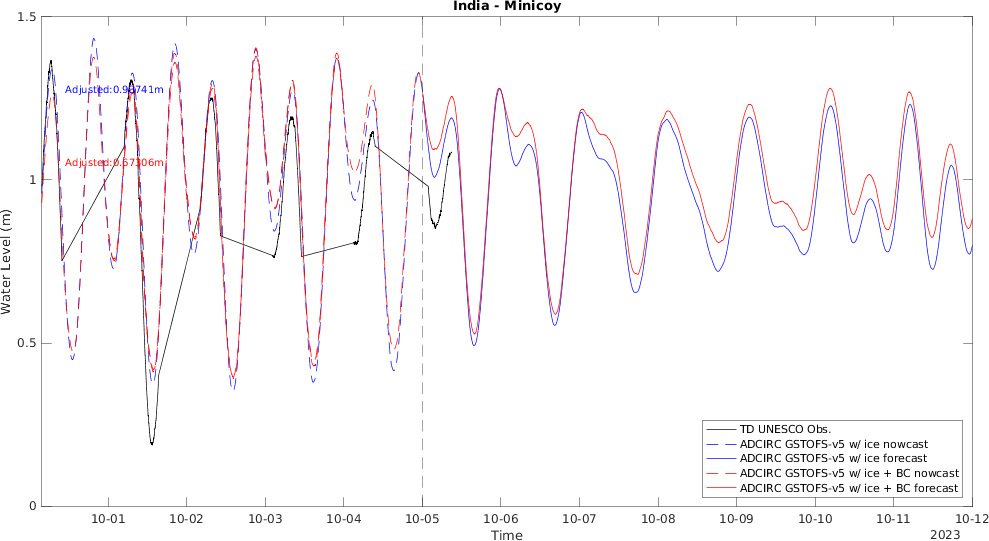 India - Minicoy
1.5
1
0.5
0
Water Level (m)
Adjusted:0.96741m
Adjusted:0.57306m
TD UNESCO Obs.
ADCIRC GSTOFS-v5 w/ ice nowcast
ADCIRC GSTOFS-v5 w/ ice forecast
ADCIRC GSTOFS-v5 w/ ice + BC nowcast
ADCIRC GSTOFS-v5 w/ ice + BC forecast
10-01 10-02 10-03 10-04 10-05 10-06 10-07 10-08 10-09 10-10 10-11 10-12
Time
2023